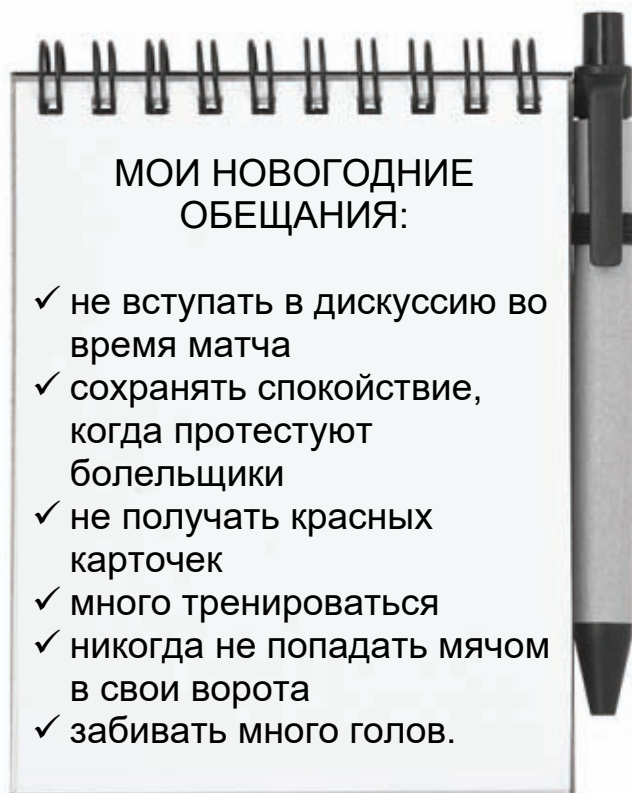 МОИ НОВОГОДНИЕ
ОБЕЩАНИЯ:
✓ не вступать в дискуссию во
время матча
✓ сохранять спокойствие,
когда протестуют
болельщики
✓ не получать красных
карточек
✓ много тренироваться
✓ никогда не попадать мячом
в свои ворота
✓ забивать много голов.